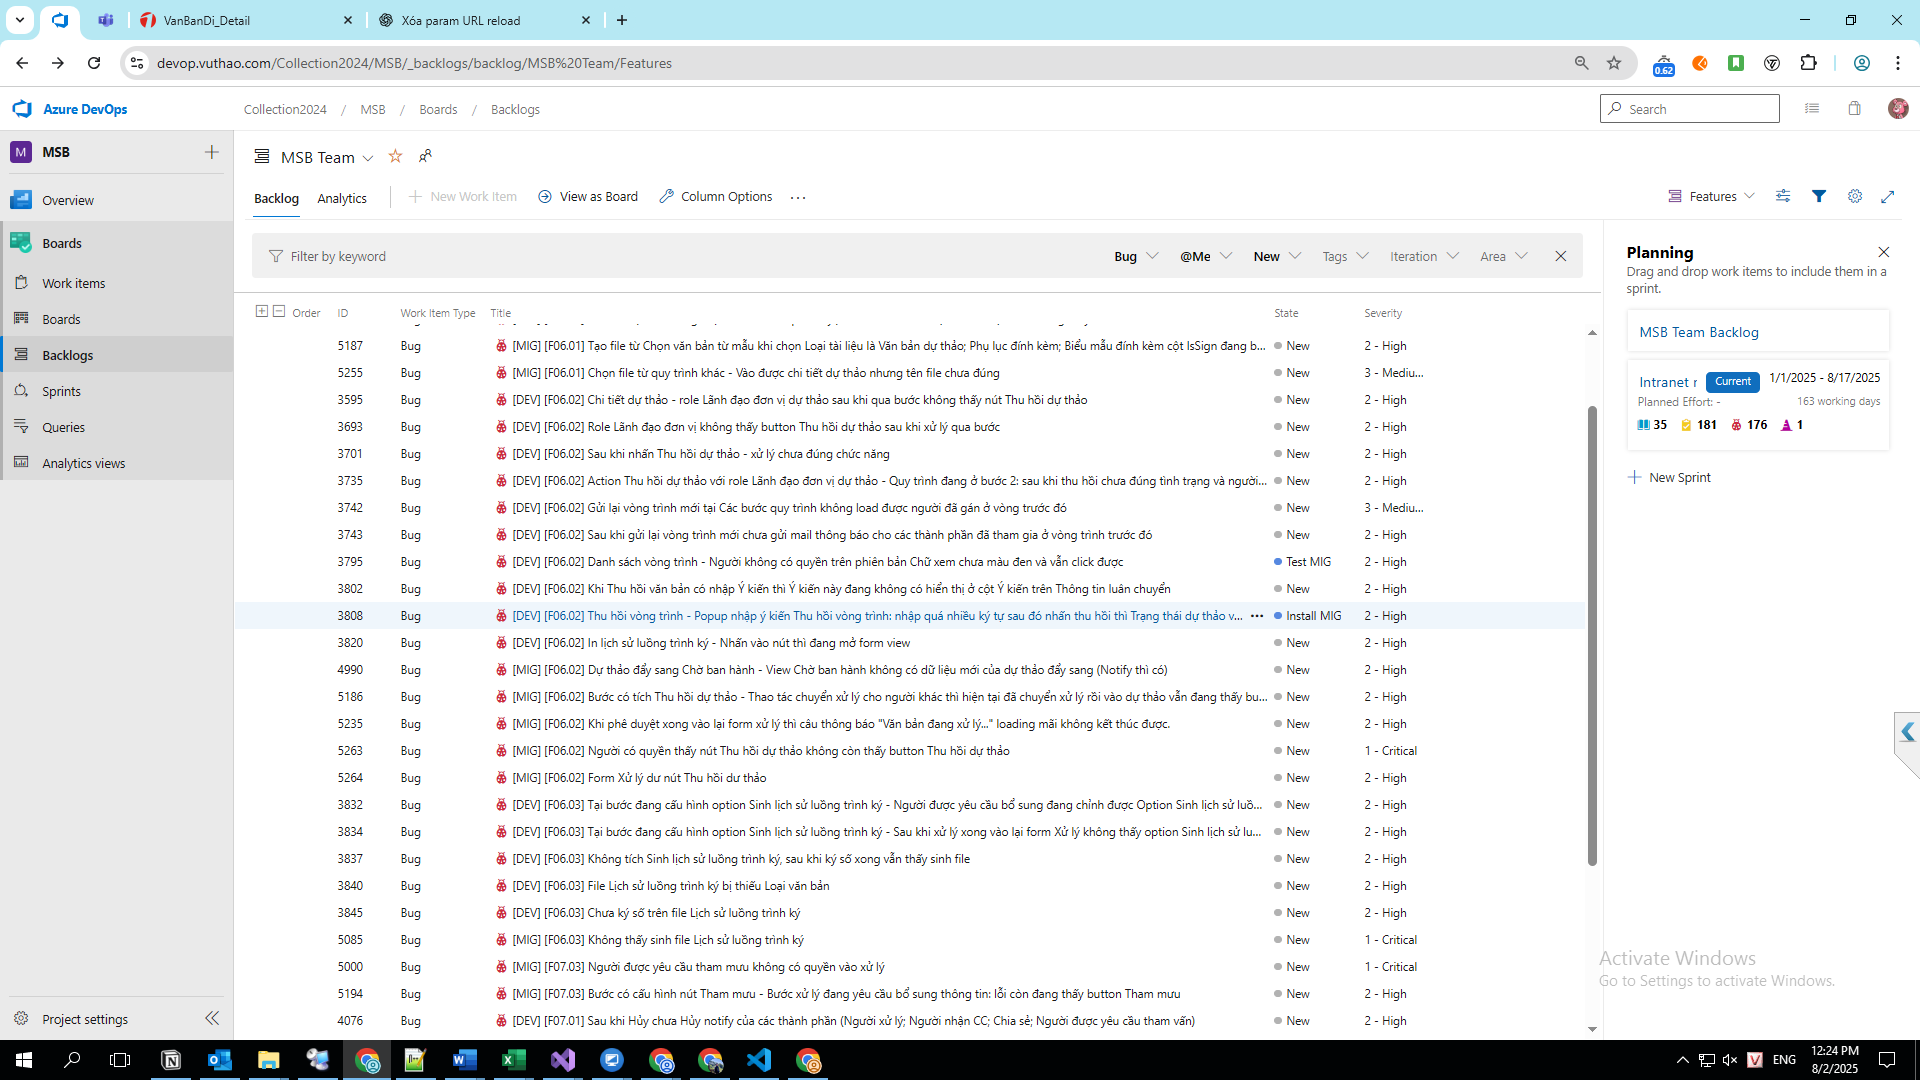 VanBanDi_Detail
Xóa param URL reload
devop.vuthao.com/Collection2024/MSB/_backlogs/backlog/MSB%20Team/Features
0.62
Azure DevOps
Collection2024 / MSB / Boards / Backlogs
Search
M MSB
Overview
Boards
Work items
Boards
Backlogs
Sprints
Queries
Analytics views
Project settings
MSB Team
Backlog Analytics New Work Item View as Board Column Options
Features
Filter by keyword Bug @Me New Tags Iteration Area
Order ID Work Item Type Title State Severity
5187 Bug [MIG] [F06.01] Tạo file từ Chọn văn bản từ mẫu khi chọn Loại tài liệu là Văn bản dự thảo; Phụ lục đính kèm; Biểu mẫu đính kèm cột IsSign đang b... New 2 - High
5255 Bug [MIG] [F06.01] Chọn file từ quy trình khác - Vào được chi tiết dự thảo nhưng tên file chưa đúng New 3 - Mediu...
3595 Bug [DEV] [F06.02] Chi tiết dự thảo - role Lãnh đạo đơn vị dự thảo sau khi qua bước không thấy nút Thu hồi dự thảo New 2 - High
3693 Bug [DEV] [F06.02] Role Lãnh đạo đơn vị không thấy button Thu hồi dự thảo sau khi xử lý qua bước New 2 - High
3701 Bug [DEV] [F06.02] Sau khi nhấn Thu hồi dự thảo - xử lý chưa đúng chức năng New 2 - High
3735 Bug [DEV] [F06.02] Action Thu hồi dự thảo với role Lãnh đạo đơn vị dự thảo - Quy trình đang ở bước 2: sau khi thu hồi chưa đúng tình trạng và người... New 2 - High
3742 Bug [DEV] [F06.02] Gửi lại vòng trình mới tại Các bước quy trình không load được người đã gán ở vòng trước đó New 3 - Mediu...
3743 Bug [DEV] [F06.02] Sau khi gửi lại vòng trình mới chưa gửi mail thông báo cho các thành phần đã tham gia ở vòng trình trước đó New 2 - High
3795 Bug [DEV] [F06.02] Danh sách vòng trình - Người không có quyền trên phiên bản Chữ xem chưa màu đen và vẫn click được Test MIG 2 - High
3802 Bug [DEV] [F06.02] Khi Thu hồi văn bản có nhập Ý kiến thì Ý kiến này đang không có hiển thị ở cột Ý kiến trên Thông tin luân chuyển New 2 - High
3808 Bug [DEV] [F06.02] Thu hồi vòng trình - Popup nhập ý kiến Thu hồi vòng trình: nhập quá nhiều ký tự sau đó nhấn thu hồi thì Trạng thái dự thảo v... Install MIG 2 - High
3820 Bug [DEV] [F06.02] In lịch sử luồng trình ký - Nhấn vào nút thì đang mở form view New 2 - High
4990 Bug [MIG] [F06.02] Dự thảo đẩy sang Chờ ban hành - View Chờ ban hành không có dữ liệu mới của dự thảo đẩy sang (Notify thì có) New 2 - High
5186 Bug [MIG] [F06.02] Bước có tích Thu hồi dự thảo - Thao tác chuyển xử lý cho người khác thì hiện tại đã chuyển xử lý rồi vào dự thảo vẫn đang thấy bu... New 2 - High
5235 Bug [MIG] [F06.02] Khi phê duyệt xong vào lại form xử lý thì câu thông báo "Văn bản đang xử lý..." loading mãi không kết thúc được. New 2 - High
5263 Bug [MIG] [F06.02] Người có quyền thấy nút Thu hồi dự thảo không còn thấy button Thu hồi dự thảo New 1 - Critical
5264 Bug [MIG] [F06.02] Form Xử lý dư nút Thu hồi dư thảo New 2 - High
3832 Bug [DEV] [F06.03] Tại bước đang cấu hình option Sinh lịch sử luồng trình ký - Người được yêu cầu bổ sung đang chỉnh được Option Sinh lịch sử luồ... New 2 - High
3834 Bug [DEV] [F06.03] Tại bước đang cấu hình option Sinh lịch sử luồng trình ký - Sau khi xử lý xong vào lại form Xử lý không thấy option Sinh lịch sử lu... New 2 - High
3837 Bug [DEV] [F06.03] Không tích Sinh lịch sử luồng trình ký, sau khi ký số xong vẫn thấy sinh file New 2 - High
3840 Bug [DEV] [F06.03] File Lịch sử luồng trình ký bị thiếu Loại văn bản New 2 - High
3845 Bug [DEV] [F06.03] Chưa ký số trên file Lịch sử luồng trình ký New 2 - High
5085 Bug [MIG] [F06.03] Không thấy sinh file Lịch sử luồng trình ký New 1 - Critical
5000 Bug [MIG] [F07.03] Người được yêu cầu tham mưu không có quyền vào xử lý New 1 - Critical
5194 Bug [MIG] [F07.03] Bước có cấu hình nút Tham mưu - Bước xử lý đang yêu cầu bổ sung thông tin: lỗi còn đang thấy button Tham mưu New 2 - High
4076 Bug [DEV] [F07.01] Sau khi Hủy chưa Hủy notify của các thành phần (Người xử lý; Người nhận CC; Chia sẻ; Người được yêu cầu tham vấn) New 2 - High
Planning
Drag and drop work items to include them in a
sprint.
MSB Team Backlog
Intranet r Current 1/1/2025 - 8/17/2025
Planned Effort: - 163 working days
35 181 176 1
New Sprint
Activate Windows
Go to Settings to activate Windows.
ENG
12:24 PM
8/2/2025